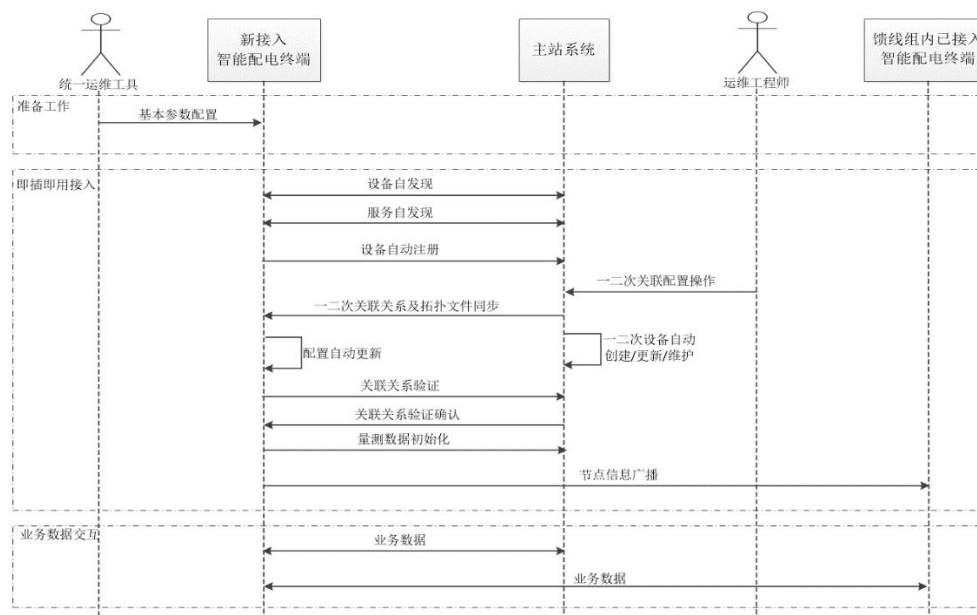 新接入
智能配电终端
主站系统
馈线组内已接入
智能配电终端
统一运维工具
运维工程师
准备工作
基本参数配置
即插即用接入
设备自发现
服务自发现
设备自动注册
一二次关联配置操作
一二次关联关系及拓扑文件同步
配置自动更新
一二次设备自动
创建/更新/维护
关联关系验证
关联关系验证确认
量测数据初始化
节点信息广播
业务数据交互
业务数据
业务数据